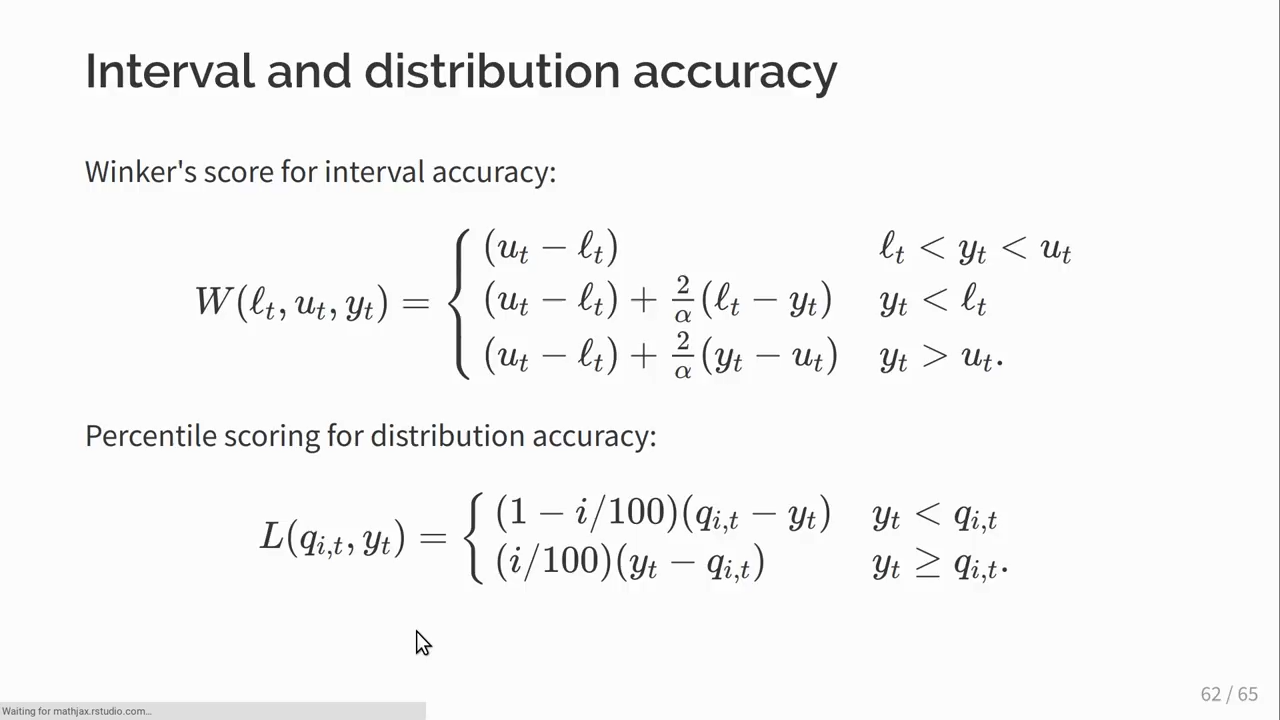 Interval and distribution accuracy
Winker's score for interval accuracy:
W(ℓ_t, u_t, y_t) = { (u_t − ℓ_t)    ℓ_t < y_t < u_t
(u_t − ℓ_t) + 2/α (ℓ_t − y_t)    y_t < ℓ_t
(u_t − ℓ_t) + 2/α (y_t − u_t)    y_t > u_t.
Percentile scoring for distribution accuracy:
L(q_{i,t}, y_t) = { (1 − i/100)(q_{i,t} − y_t)    y_t < q_{i,t}
(i/100)(y_t − q_{i,t})    y_t ≥ q_{i,t}.
62 / 65
Waiting for mathjax.rstudio.com...